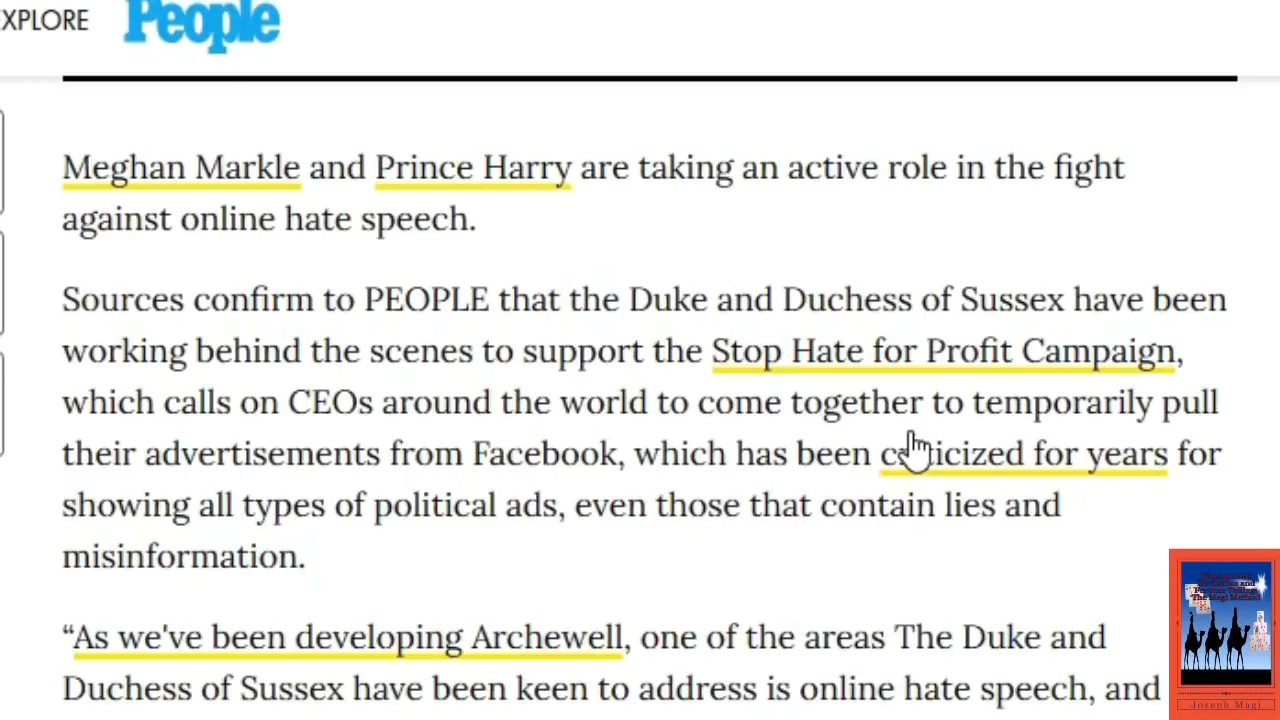 EXPLORE
People
Meghan Markle and Prince Harry are taking an active role in the fight
against online hate speech.
Sources confirm to PEOPLE that the Duke and Duchess of Sussex have been
working behind the scenes to support the Stop Hate for Profit Campaign,
which calls on CEOs around the world to come together to temporarily pull
their advertisements from Facebook, which has been criticized for years for
showing all types of political ads, even those that contain lies and
misinformation.
“As we've been developing Archewell, one of the areas The Duke and
Duchess of Sussex have been keen to address is online hate speech, and
The Magi Method
Joseph Magi